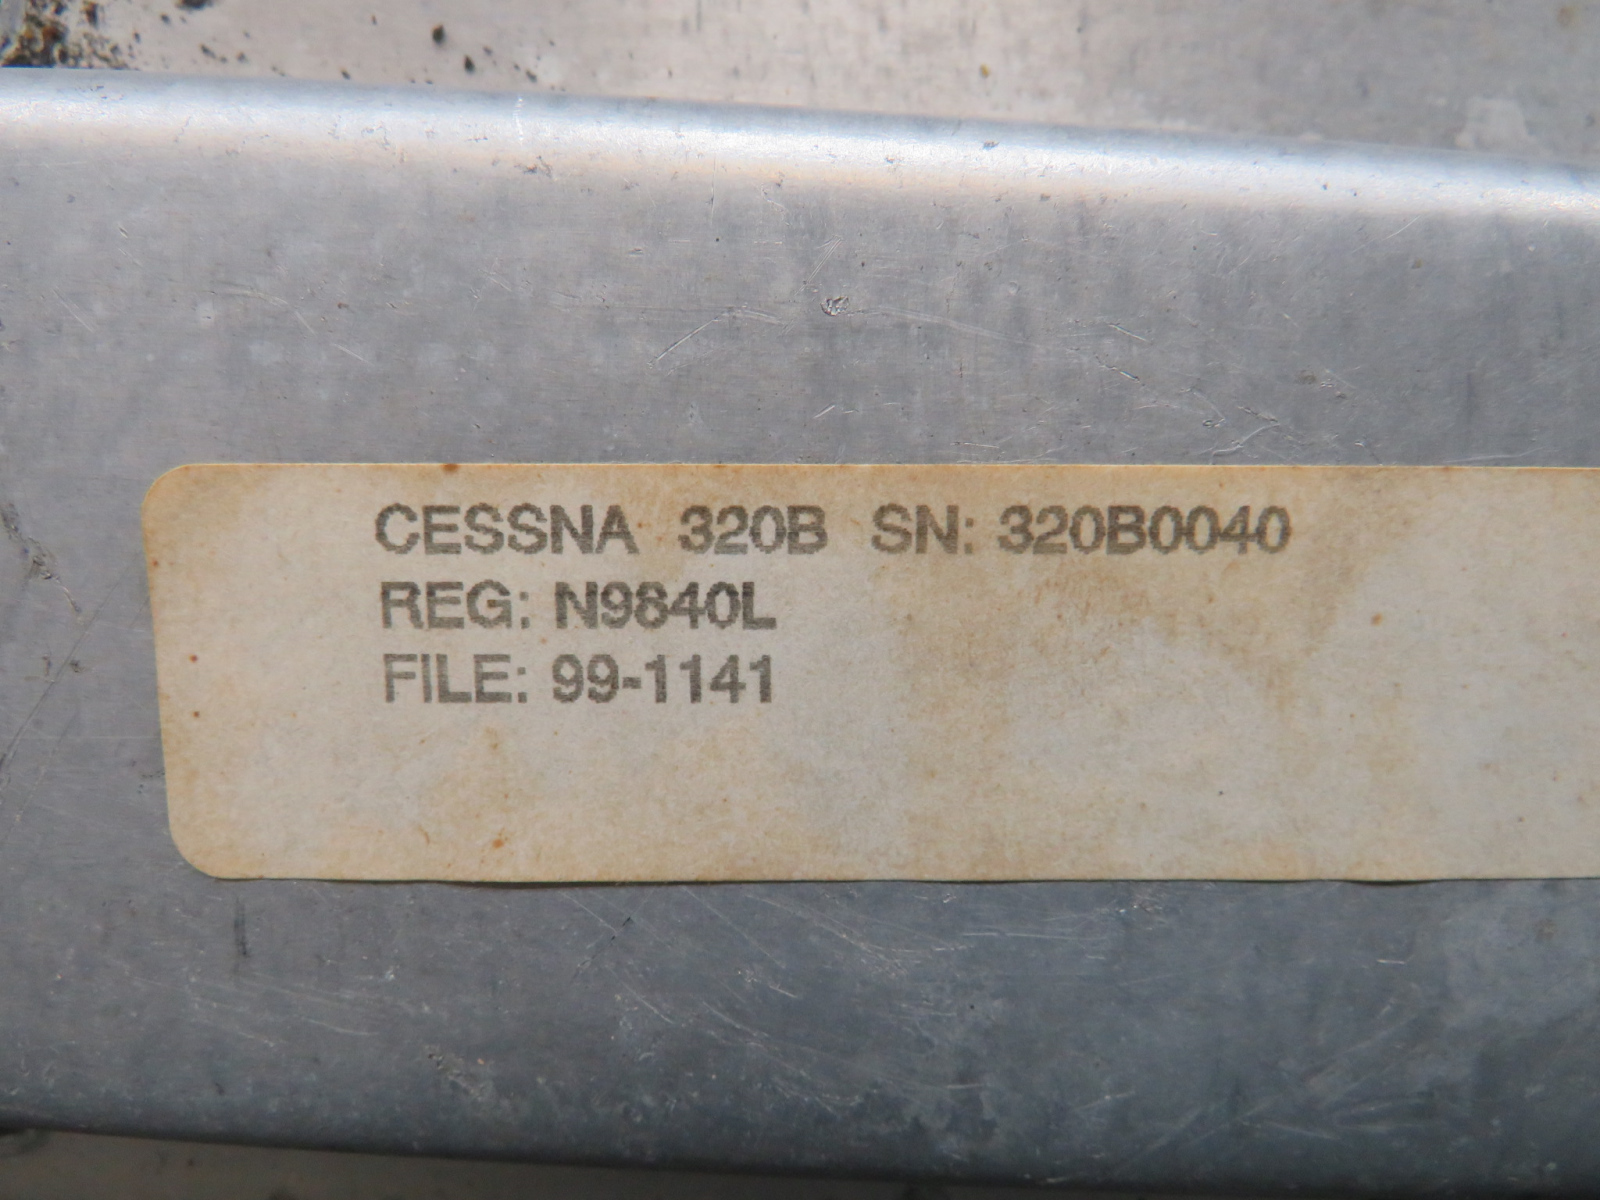 CESSNA 320B SN: 320B0040
REG: N9840L
FILE: 99-1141